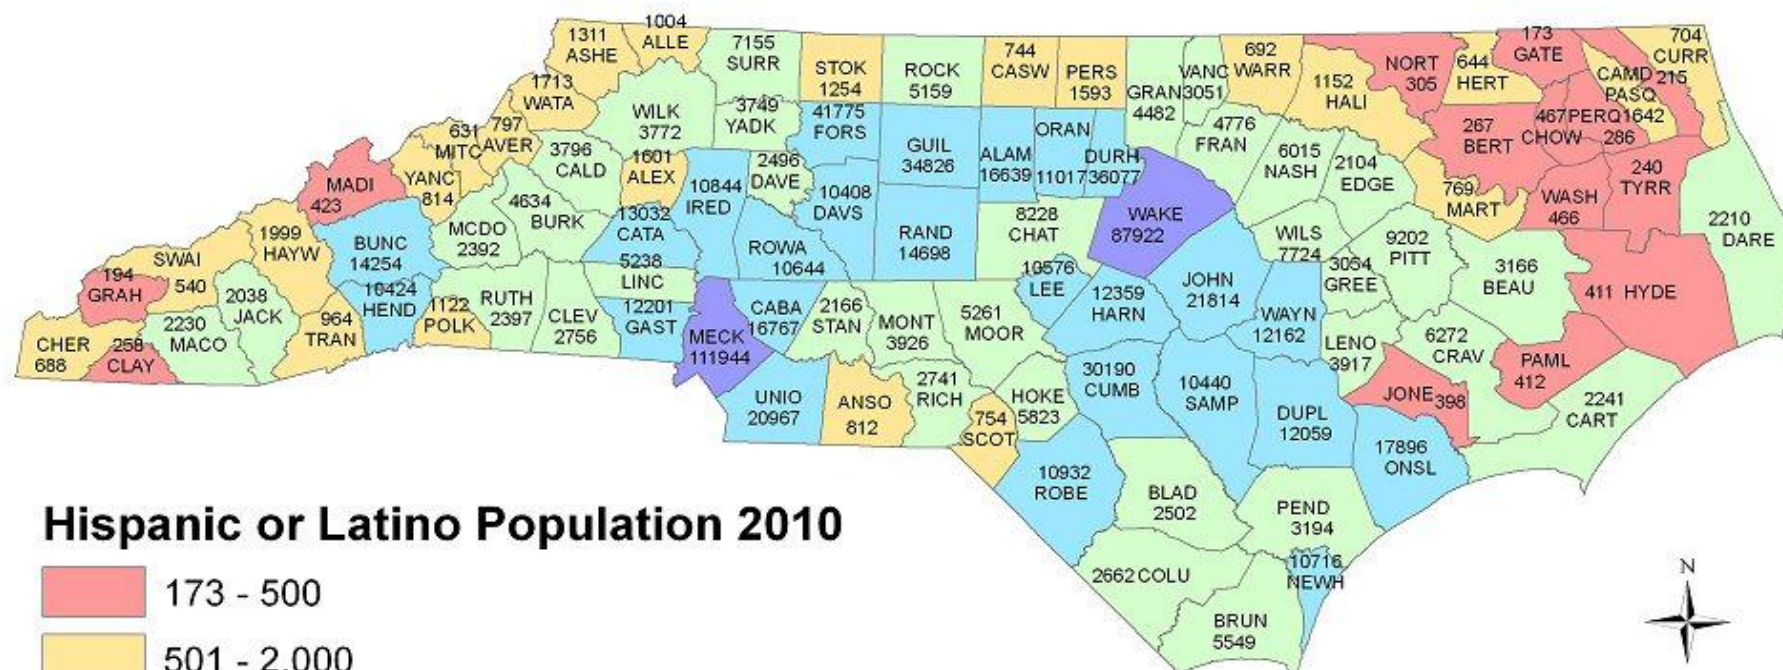 1311
ASHE
1004
ALLE
7155
SURR
STOK
1254
ROCK
5159
744
CASW
PERS
1593
GRAN
4482
VANC
3051
692
WARR
1152
HALI
NORT
305
644
HERT
173
GATE
704
CURR
CAMD
215
PASQ
1642
PERQ
286
467
CHOW
267
BERT
1713
WATA
WILK
3772
3749
YADK
41775
FORS
GUIL
34826
ALAM
16639
ORAN
11017
DURH
36077
4776
FRAN
6015
NASH
2104
EDGE
769
MART
WASH
466
240
TYRR
2210
DARE
631
MITC
797
AVER
YANC
814
MADI
423
3796
CALD
1601
ALEX
10844
IRED
2496
DAVE
10408
DAVS
RAND
14698
8228
CHAT
WAKE
87922
WILS
7724
9202
PITT
3054
GREE
3166
BEAU
411 HYDE
4634
BURK
MCDO
2392
BUNC
14254
1999
HAYW
SWAI
540
194
GRAH
13032
CATA
5238
LINC
ROWA
10644
10576
LEE
12359
HARN
JOHN
21814
WAYN
12162
LENO
3917
6272
CRAV
PAML
412
CHER
688
258
CLAY
2230
MACO
2038
JACK
964
TRAN
10424
HEND
1122
POLK
RUTH
2397
CLEV
2756
12201
GAST
MECK
111944
CABA
16767
2166
STAN
MONT
3926
5261
MOOR
UNIO
20967
ANSO
812
2741
RICH
754
SCOT
HOKE
5823
30190
CUMB
10440
SAMP
DUPL
12059
JONE 398
17896
ONSL
2241
CART
10932
ROBE
BLAD
2502
PEND
3194
10716
NEWH
2662 COLU
BRUN
5549
Hispanic or Latino Population 2010
173 - 500
501 - 2,000
N